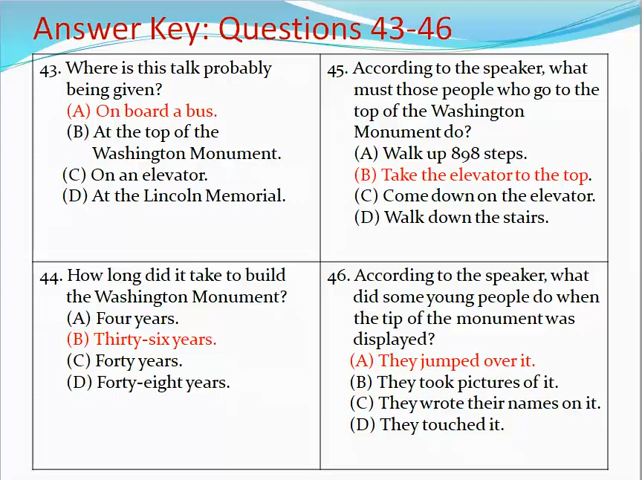 Answer Key: Questions 43-46
43. Where is this talk probably
being given?
(A) On board a bus.
(B) At the top of the
Washington Monument.
(C) On an elevator.
(D) At the Lincoln Memorial.
44. How long did it take to build
the Washington Monument?
(A) Four years.
(B) Thirty-six years.
(C) Forty years.
(D) Forty-eight years.
45. According to the speaker, what
must those people who go to the
top of the Washington
Monument do?
(A) Walk up 898 steps.
(B) Take the elevator to the top.
(C) Come down on the elevator.
(D) Walk down the stairs.
46. According to the speaker, what
did some young people do when
the tip of the monument was
displayed?
(A) They jumped over it.
(B) They took pictures of it.
(C) They wrote their names on it.
(D) They touched it.